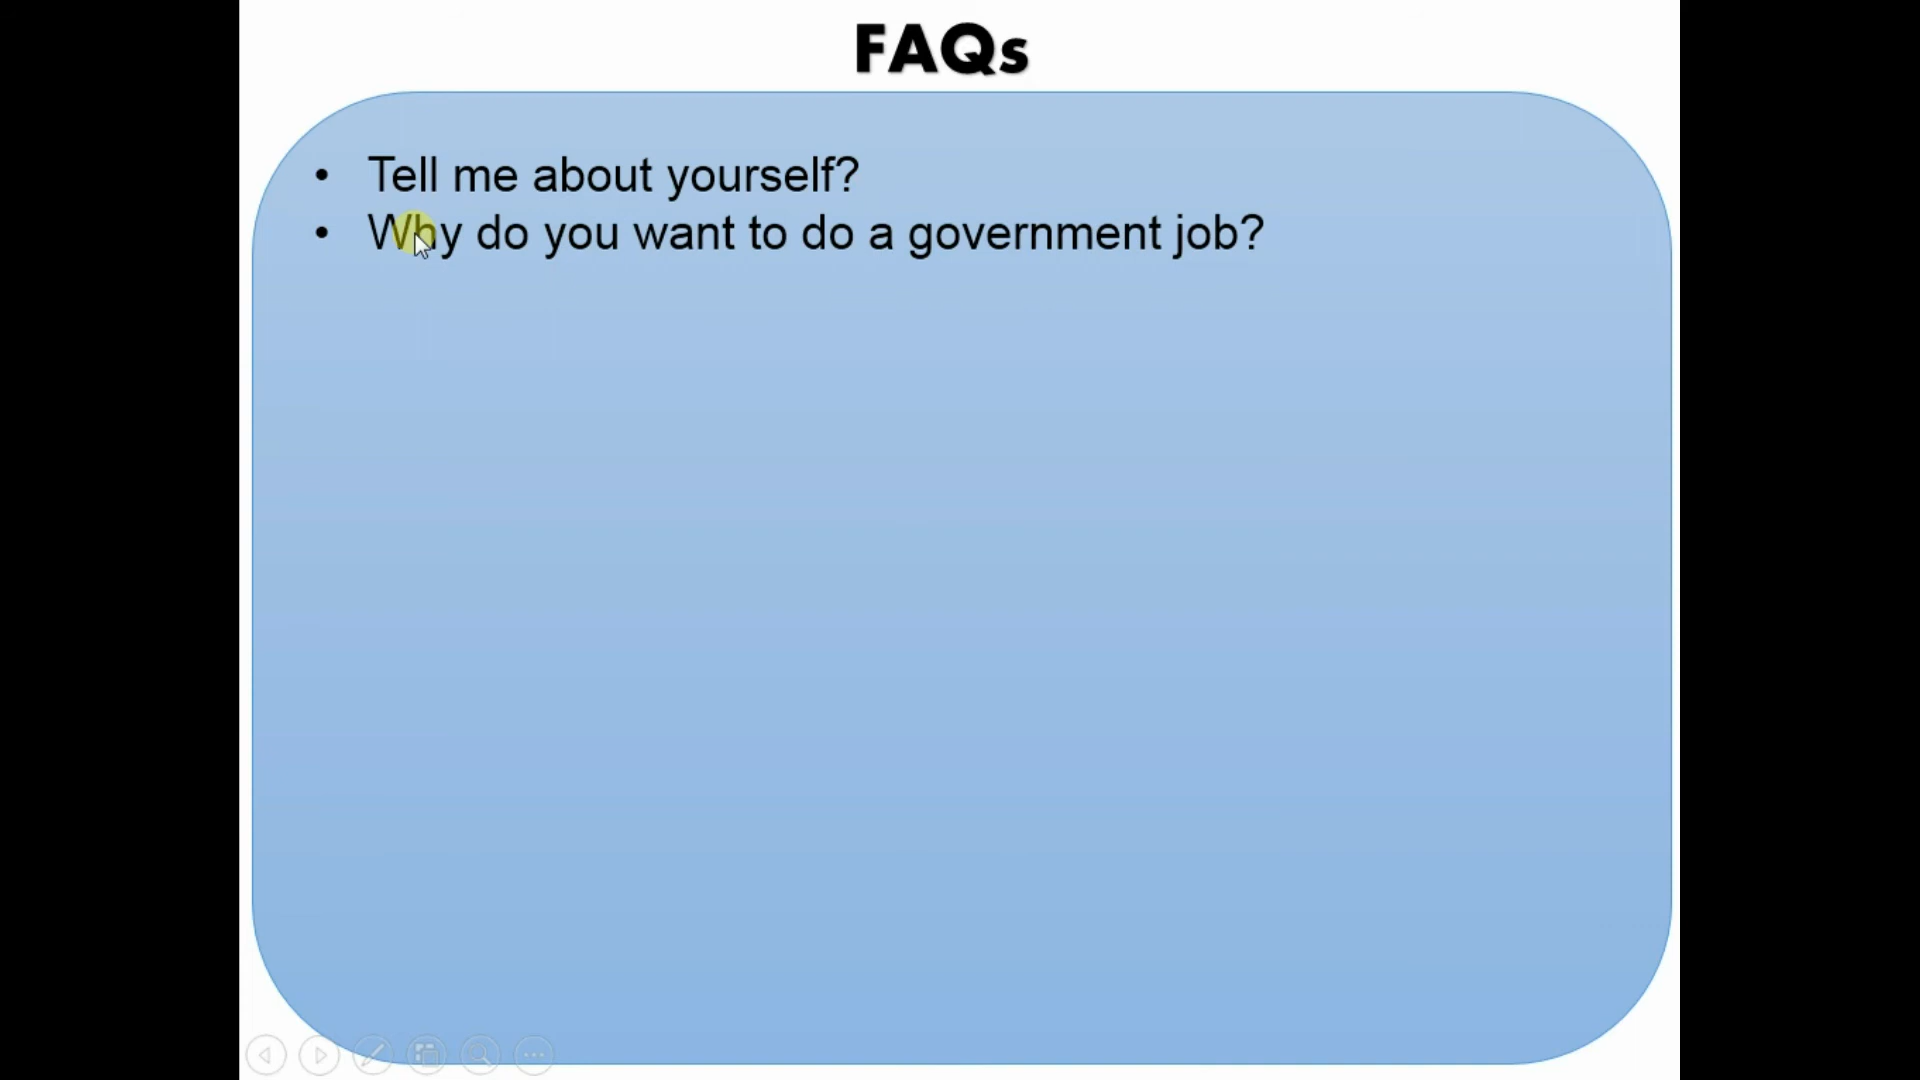 FAQs
• Tell me about yourself?
• Why do you want to do a government job?